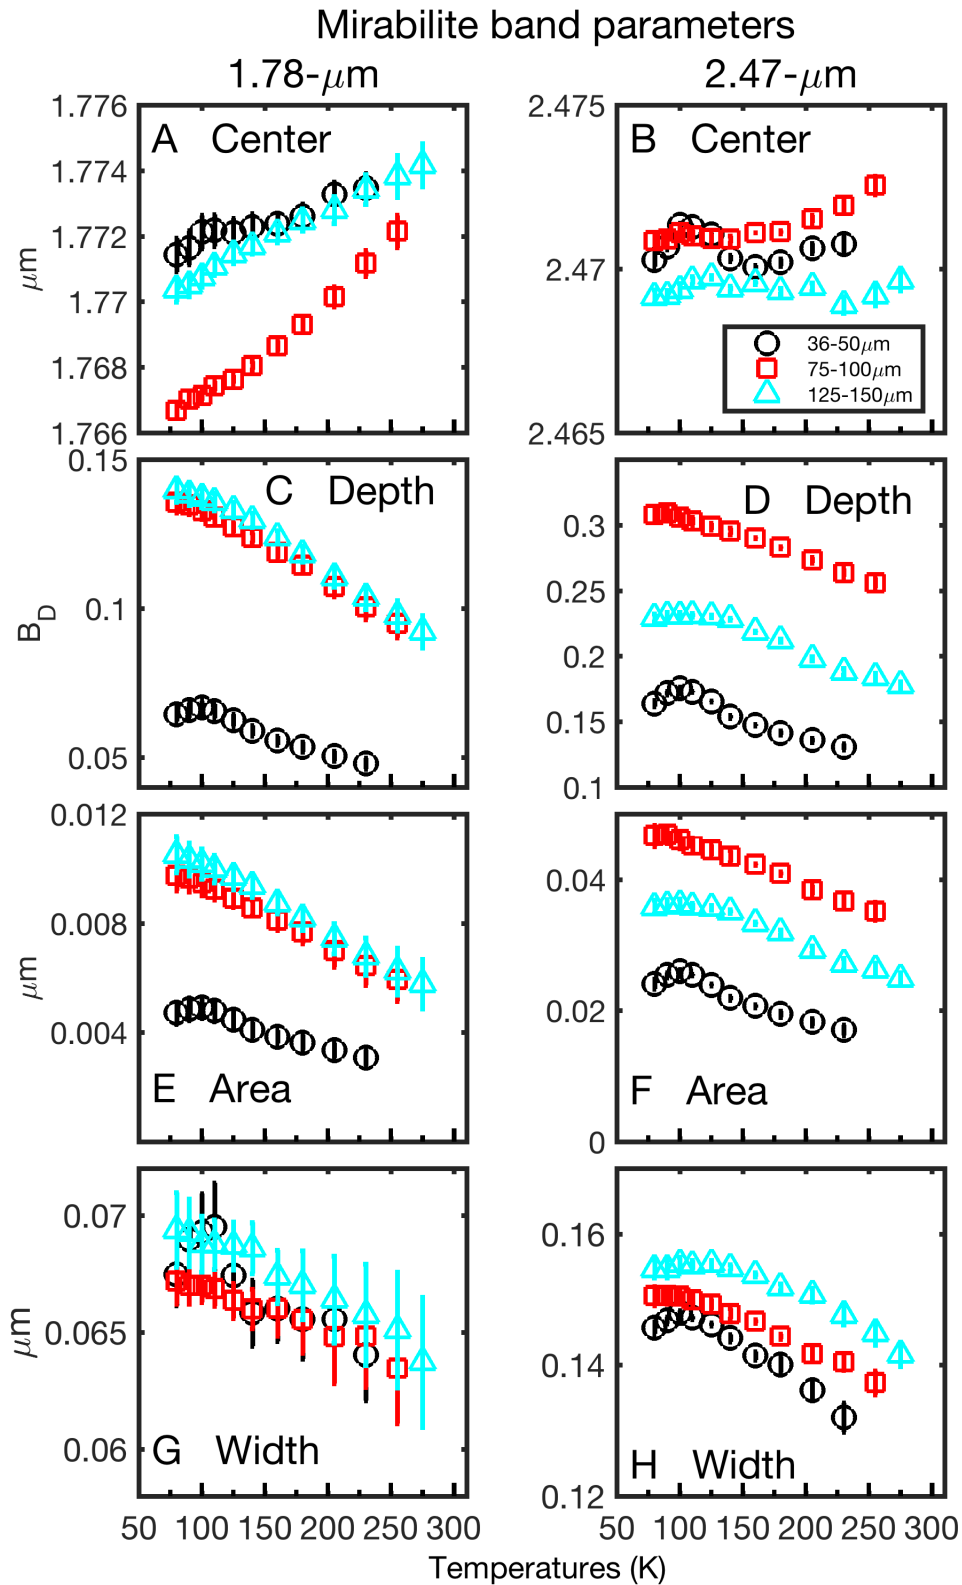 Mirabilite band parameters
1.78-μm
2.47-μm
1.776
1.774
1.772
1.77
1.768
1.766
μm
A Center
2.475
2.47
2.465
B Center
36-50μm
75-100μm
125-150μm
0.15
0.1
0.05
B_D
C Depth
0.3
0.25
0.2
0.15
0.1
D Depth
0.012
0.008
0.004
μm
E Area
0.04
0.02
0
F Area
0.07
0.065
0.06
μm
G Width
0.16
0.14
0.12
H Width
50 100 150 200 250 300
50 100 150 200 250 300
Temperatures (K)